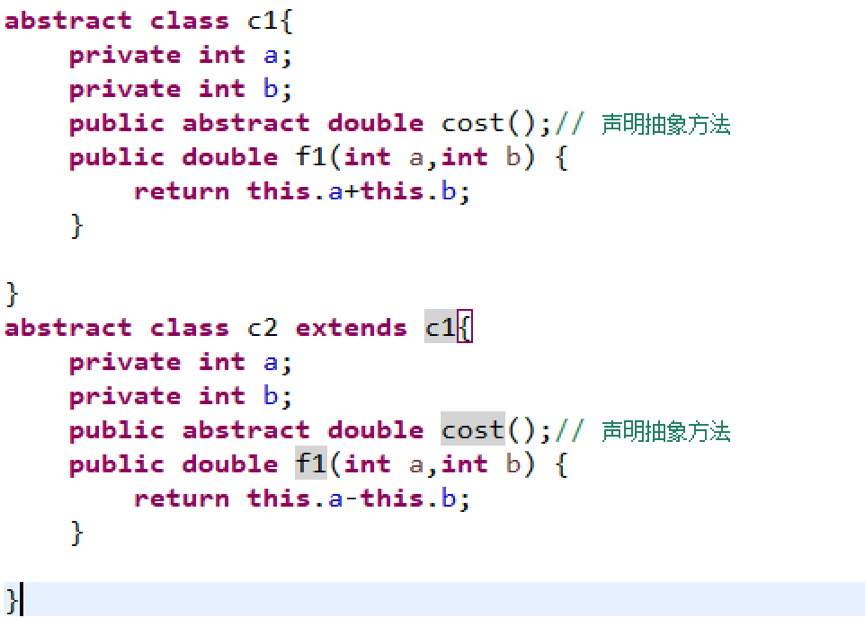 abstract class c1{
    private int a;
    private int b;
    public abstract double cost();// 声明抽象方法
    public double f1(int a,int b) {
        return this.a+this.b;
    }
}
abstract class c2 extends c1{
    private int a;
    private int b;
    public abstract double cost();// 声明抽象方法
    public double f1(int a,int b) {
        return this.a-this.b;
    }
}